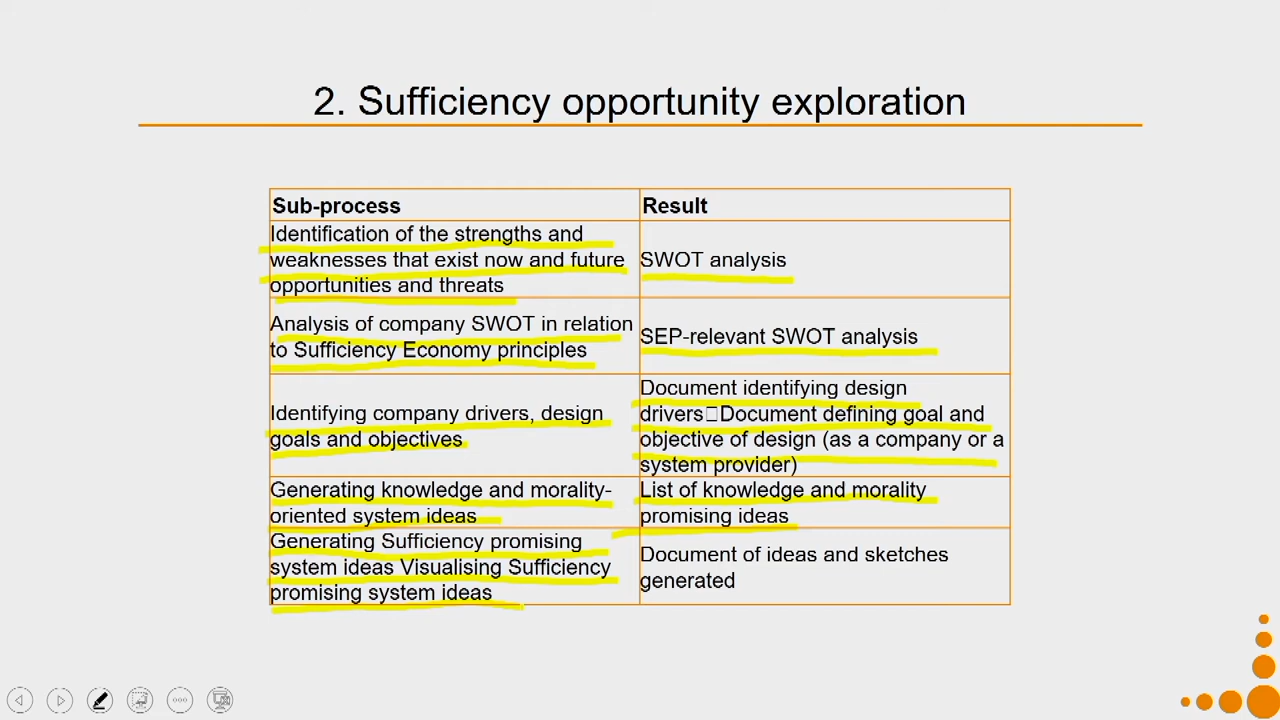 2. Sufficiency opportunity exploration
Sub-process
Result
Identification of the strengths and
weaknesses that exist now and future
opportunities and threats
SWOT analysis
Analysis of company SWOT in relation
to Sufficiency Economy principles
SEP-relevant SWOT analysis
Identifying company drivers, design
goals and objectives
Document identifying design
drivers Document defining goal and
objective of design (as a company or a
system provider)
Generating knowledge and morality-
oriented system ideas
List of knowledge and morality
promising ideas
Generating Sufficiency promising
system ideas Visualising Sufficiency
promising system ideas
Document of ideas and sketches
generated